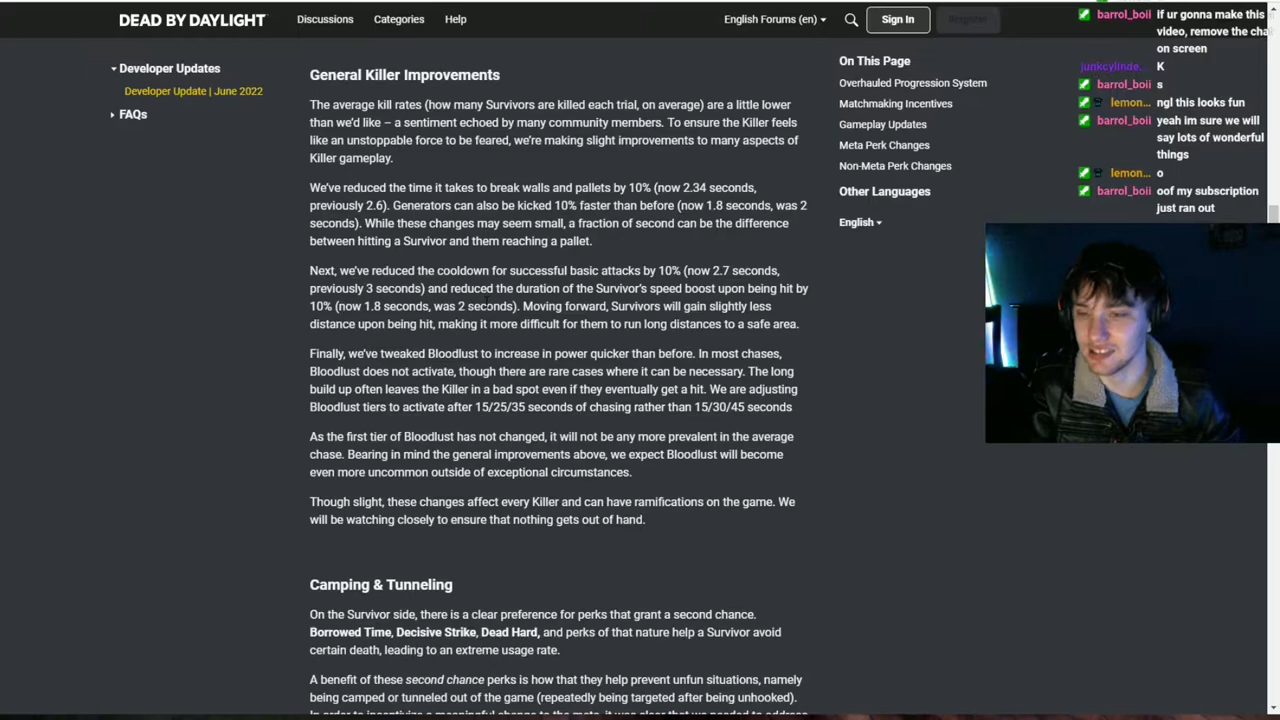 DEAD BY DAYLIGHT
Discussions
Categories
Help
English Forums (en)
Sign In
Register
Developer Updates
Developer Update | June 2022
FAQs
General Killer Improvements
The average kill rates (how many Survivors are killed each trial, on average) are a little lower
than we'd like – a sentiment echoed by many community members. To ensure the Killer feels
like an unstoppable force to be feared, we're making slight improvements to many aspects of
Killer gameplay.
We've reduced the time it takes to break walls and pallets by 10% (now 2.34 seconds,
previously 2.6). Generators can also be kicked 10% faster than before (now 1.8 seconds, was 2
seconds). While these changes may seem small, a fraction of second can be the difference
between hitting a Survivor and them reaching a pallet.
Next, we've reduced the cooldown for successful basic attacks by 10% (now 2.7 seconds,
previously 3 seconds) and reduced the duration of the Survivor's speed boost upon being hit by
10% (now 1.8 seconds, was 2 seconds). Moving forward, Survivors will gain slightly less
distance upon being hit, making it more difficult for them to run long distances to a safe area.
Finally, we've tweaked Bloodlust to increase in power quicker than before. In most chases,
Bloodlust does not activate, though there are rare cases where it can be necessary. The long
build up often leaves the Killer in a bad spot even if they eventually get a hit. We are adjusting
Bloodlust tiers to activate after 15/25/35 seconds of chasing rather than 15/30/45 seconds
As the first tier of Bloodlust has not changed, it will not be any more prevalent in the average
chase. Bearing in mind the general improvements above, we expect Bloodlust will become
even more uncommon outside of exceptional circumstances.
Though slight, these changes affect every Killer and can have ramifications on the game. We
will be watching closely to ensure that nothing gets out of hand.
Camping & Tunneling
On the Survivor side, there is a clear preference for perks that grant a second chance.
Borrowed Time, Decisive Strike, Dead Hard, and perks of that nature help a Survivor avoid
certain death, leading to an extreme usage rate.
A benefit of these second chance perks is how that they help prevent unfun situations, namely
being camped or tunneled out of the game (repeatedly being targeted after being unhooked).
In order to incentivize a meaningful change to the meta, it was clear that we needed to address
On This Page
Overhauled Progression System
Matchmaking Incentives
Gameplay Updates
Meta Perk Changes
Non-Meta Perk Changes
Other Languages
English
barrol_boii If ur gonna make this
video, remove the cha
on screen
junkcylinde... K
barrol_boii s
lemon... ngl this looks fun
barrol_boii yeah im sure we will
say lots of wonderful
things
lemon... o
barrol_boii oof my subscription
just ran out